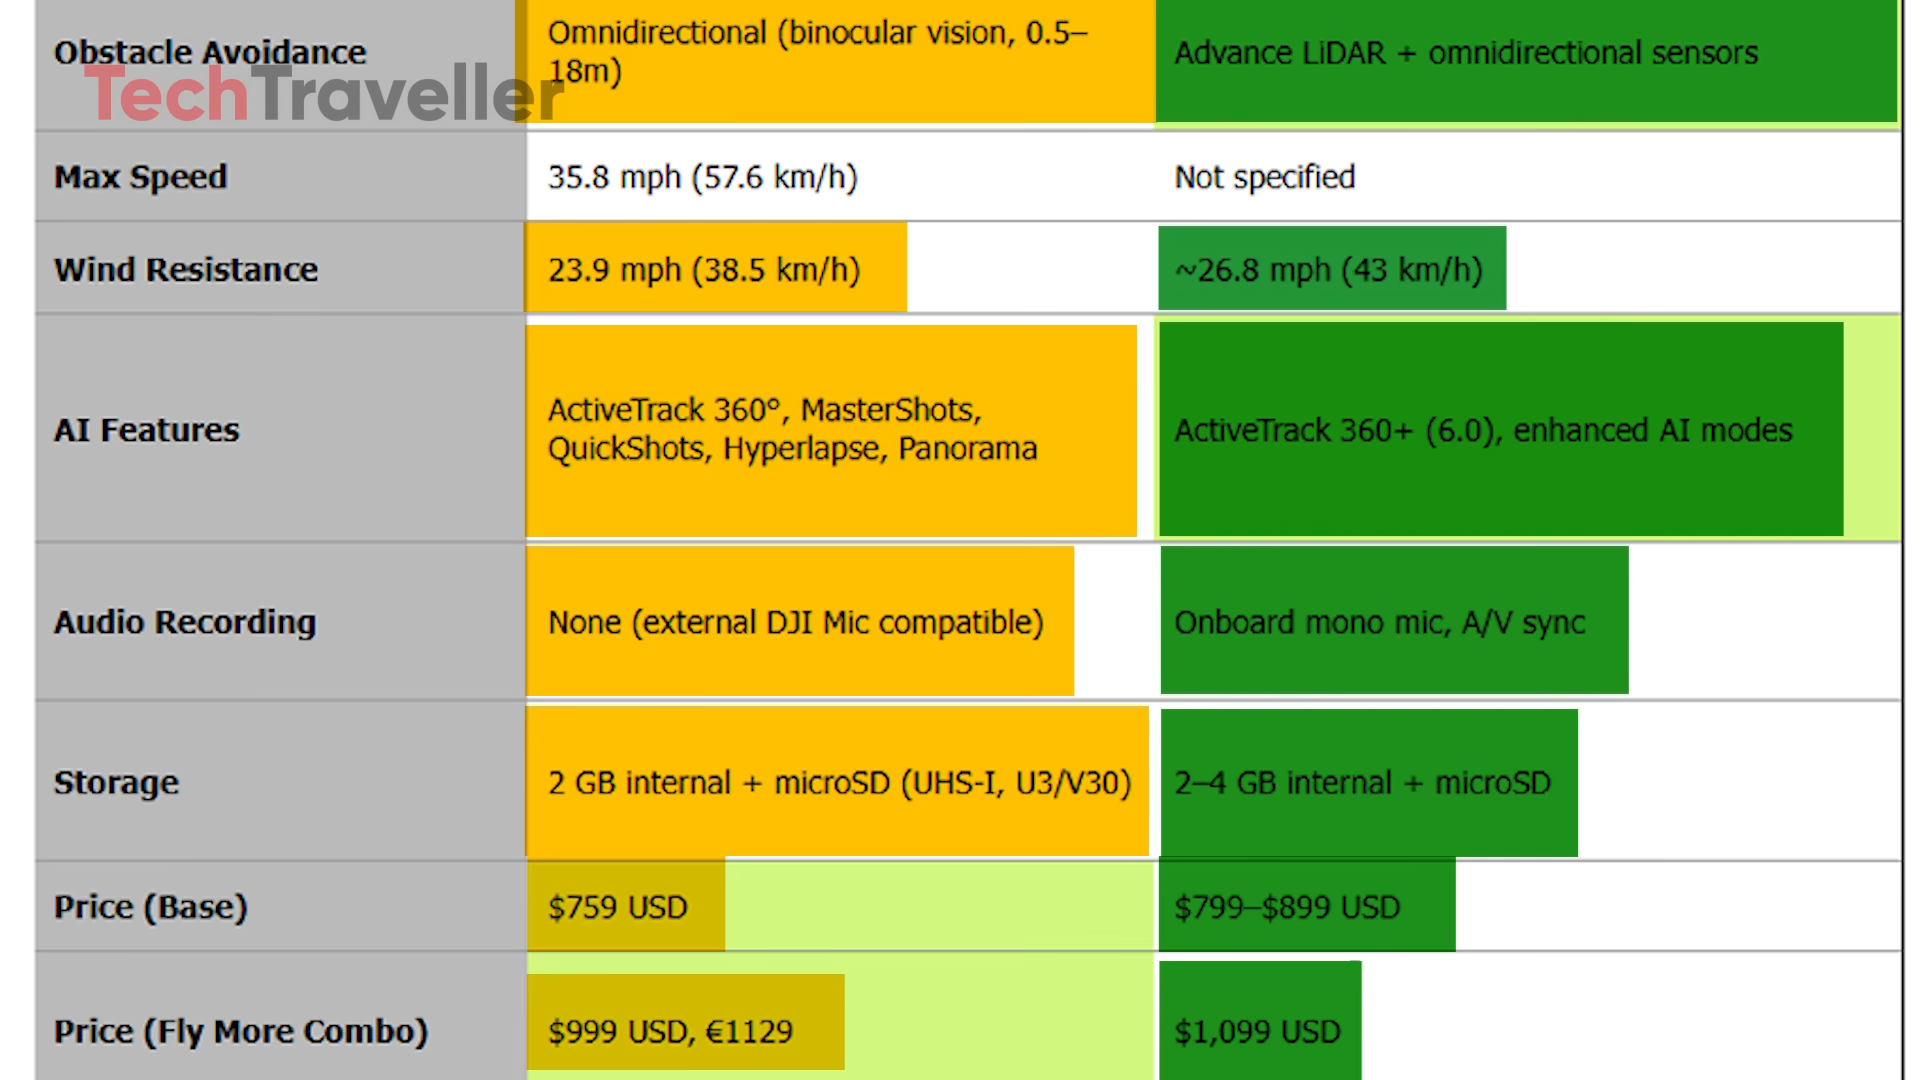 Obstacle Avoidance
Omnidirectional (binocular vision, 0.5–
18m)
Advance LiDAR + omnidirectional sensors
TechTraveller
Max Speed
35.8 mph (57.6 km/h)
Not specified
Wind Resistance
23.9 mph (38.5 km/h)
~26.8 mph (43 km/h)
AI Features
ActiveTrack 360°, MasterShots,
QuickShots, Hyperlapse, Panorama
ActiveTrack 360+ (6.0), enhanced AI modes
Audio Recording
None (external DJI Mic compatible)
Onboard mono mic, A/V sync
Storage
2 GB internal + microSD (UHS-I, U3/V30)
2–4 GB internal + microSD
Price (Base)
$759 USD
$799–$899 USD
Price (Fly More Combo)
$999 USD, €1129
$1,099 USD